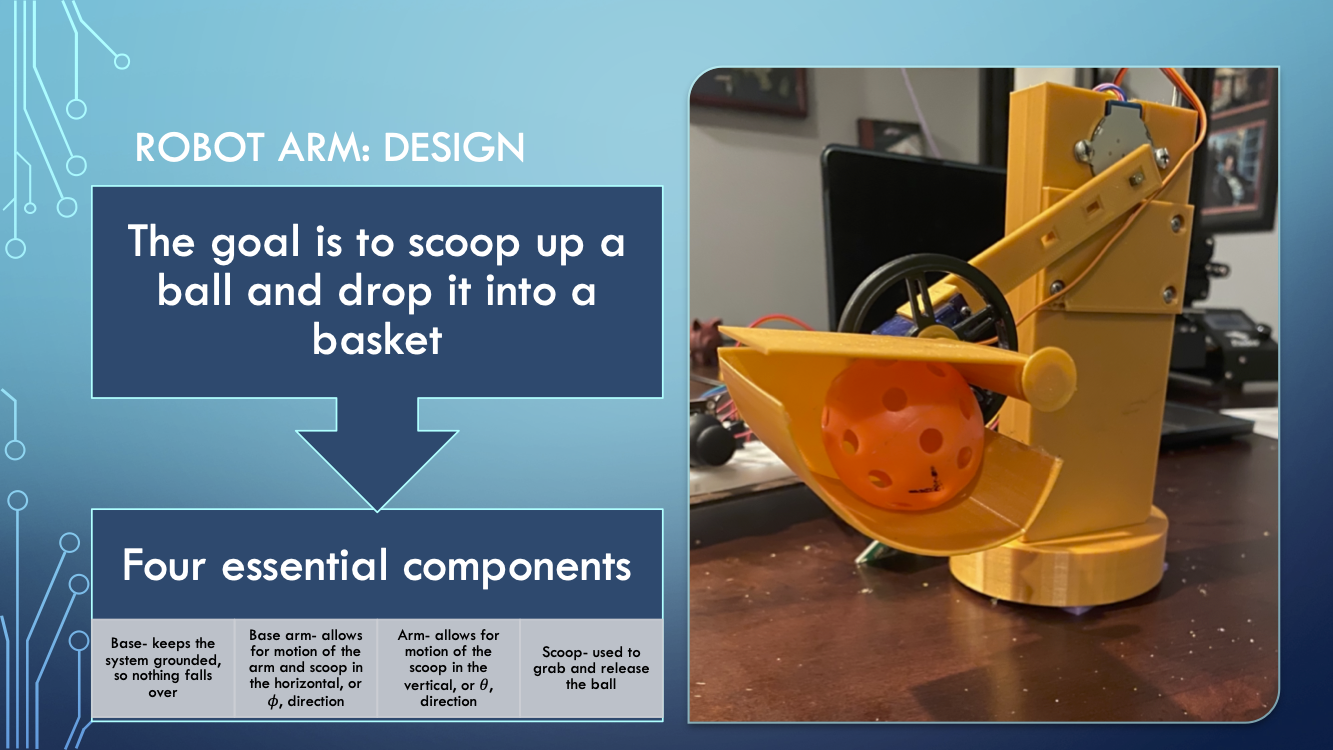 ROBOT ARM: DESIGN
The goal is to scoop up a
ball and drop it into a
basket
Four essential components
Base- keeps the
system grounded,
so nothing falls
over
Base arm- allows
for motion of the
arm and scoop in
the horizontal, or
ϕ, direction
Arm- allows for
motion of the
scoop in the
vertical, or θ,
direction
Scoop- used to
grab and release
the ball